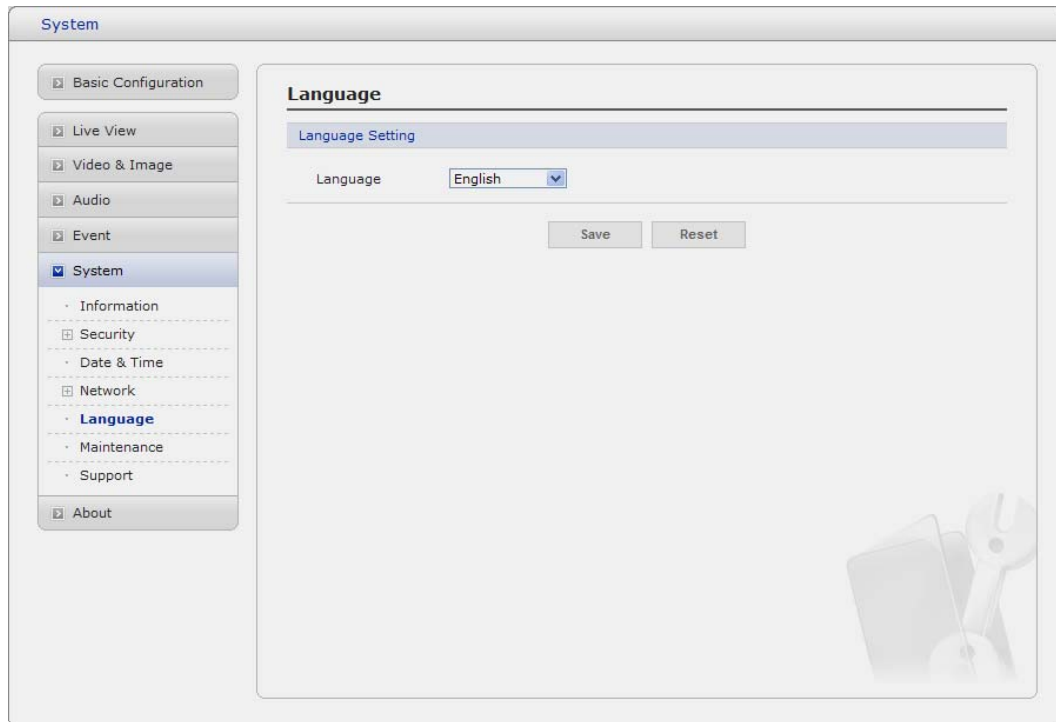 System
Basic Configuration
Live View
Video & Image
Audio
Event
System
Information
Security
Date & Time
Network
Language
Maintenance
Support
About
Language
Language Setting
Language English
Save Reset